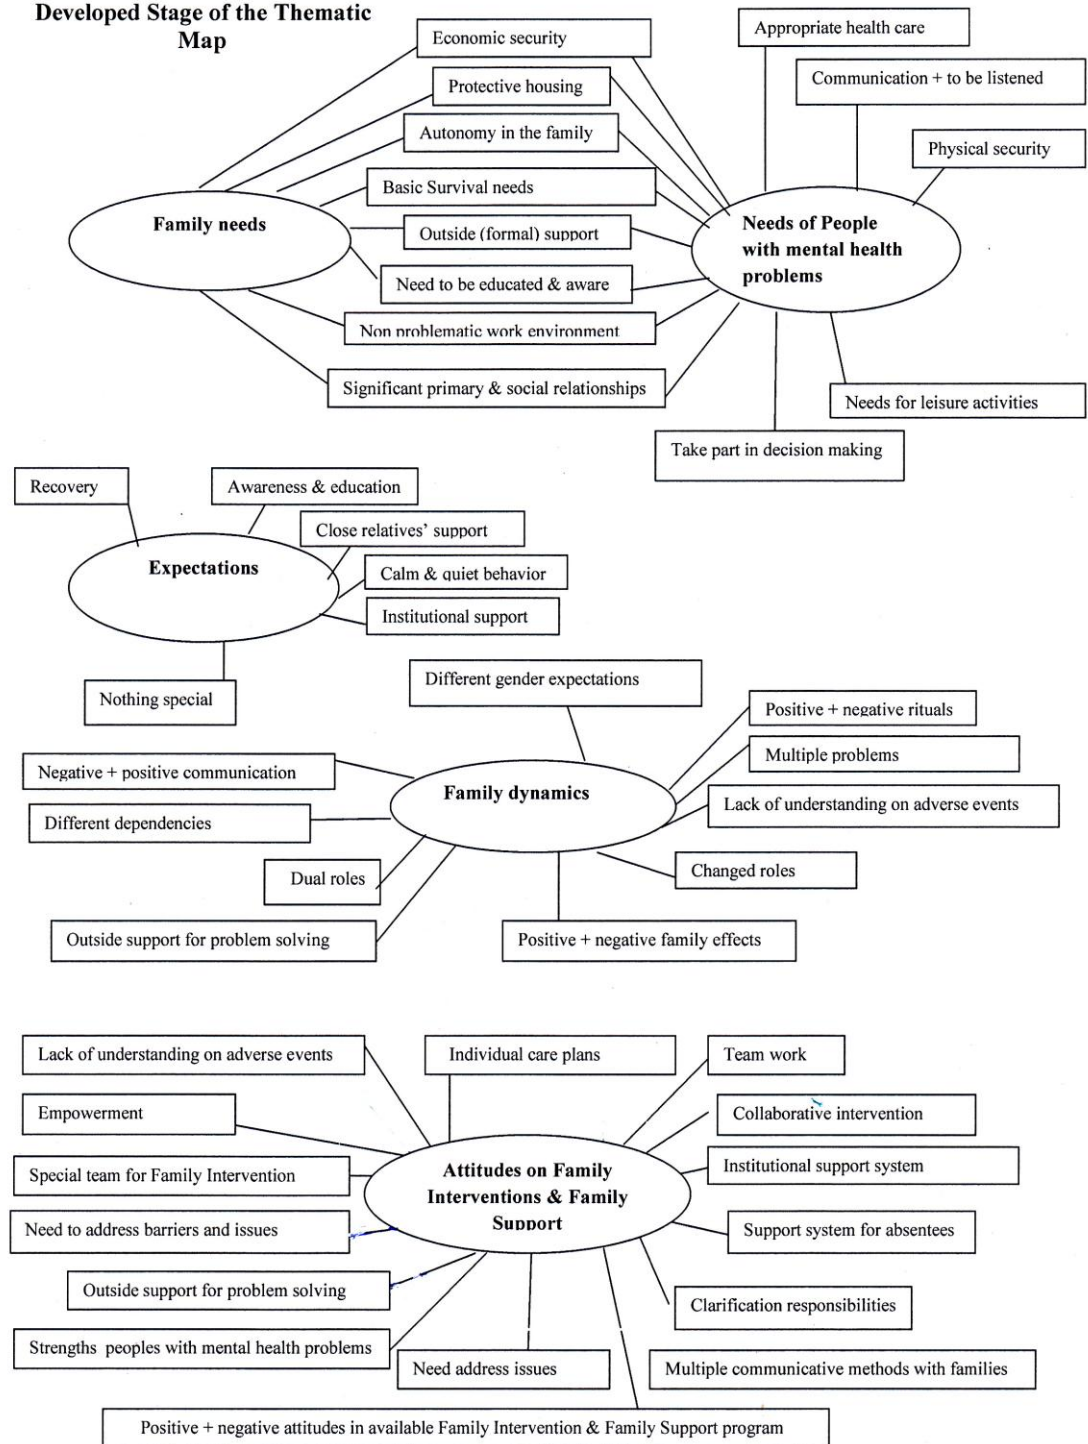 Developed Stage of the Thematic
Map
Economic security
Appropriate health care
Protective housing
Communication + to be listened
Autonomy in the family
Physical security
Basic Survival needs
Family needs
Outside (formal) support
Needs of People
with mental health
problems
Need to be educated & aware
Non problematic work environment
Significant primary & social relationships
Needs for leisure activities
Take part in decision making
Recovery
Awareness & education
Close relatives' support
Expectations
Calm & quiet behavior
Institutional support
Nothing special
Different gender expectations
Positive + negative rituals
Multiple problems
Negative + positive communication
Family dynamics
Lack of understanding on adverse events
Different dependencies
Dual roles
Changed roles
Outside support for problem solving
Positive + negative family effects
Lack of understanding on adverse events
Individual care plans
Team work
Empowerment
Collaborative intervention
Special team for Family Intervention
Attitudes on Family
Interventions & Family
Support
Institutional support system
Need to address barriers and issues
Support system for absentees
Outside support for problem solving
Clarification responsibilities
Strengths peoples with mental health problems
Need address issues
Multiple communicative methods with families
Positive + negative attitudes in available Family Intervention & Family Support program